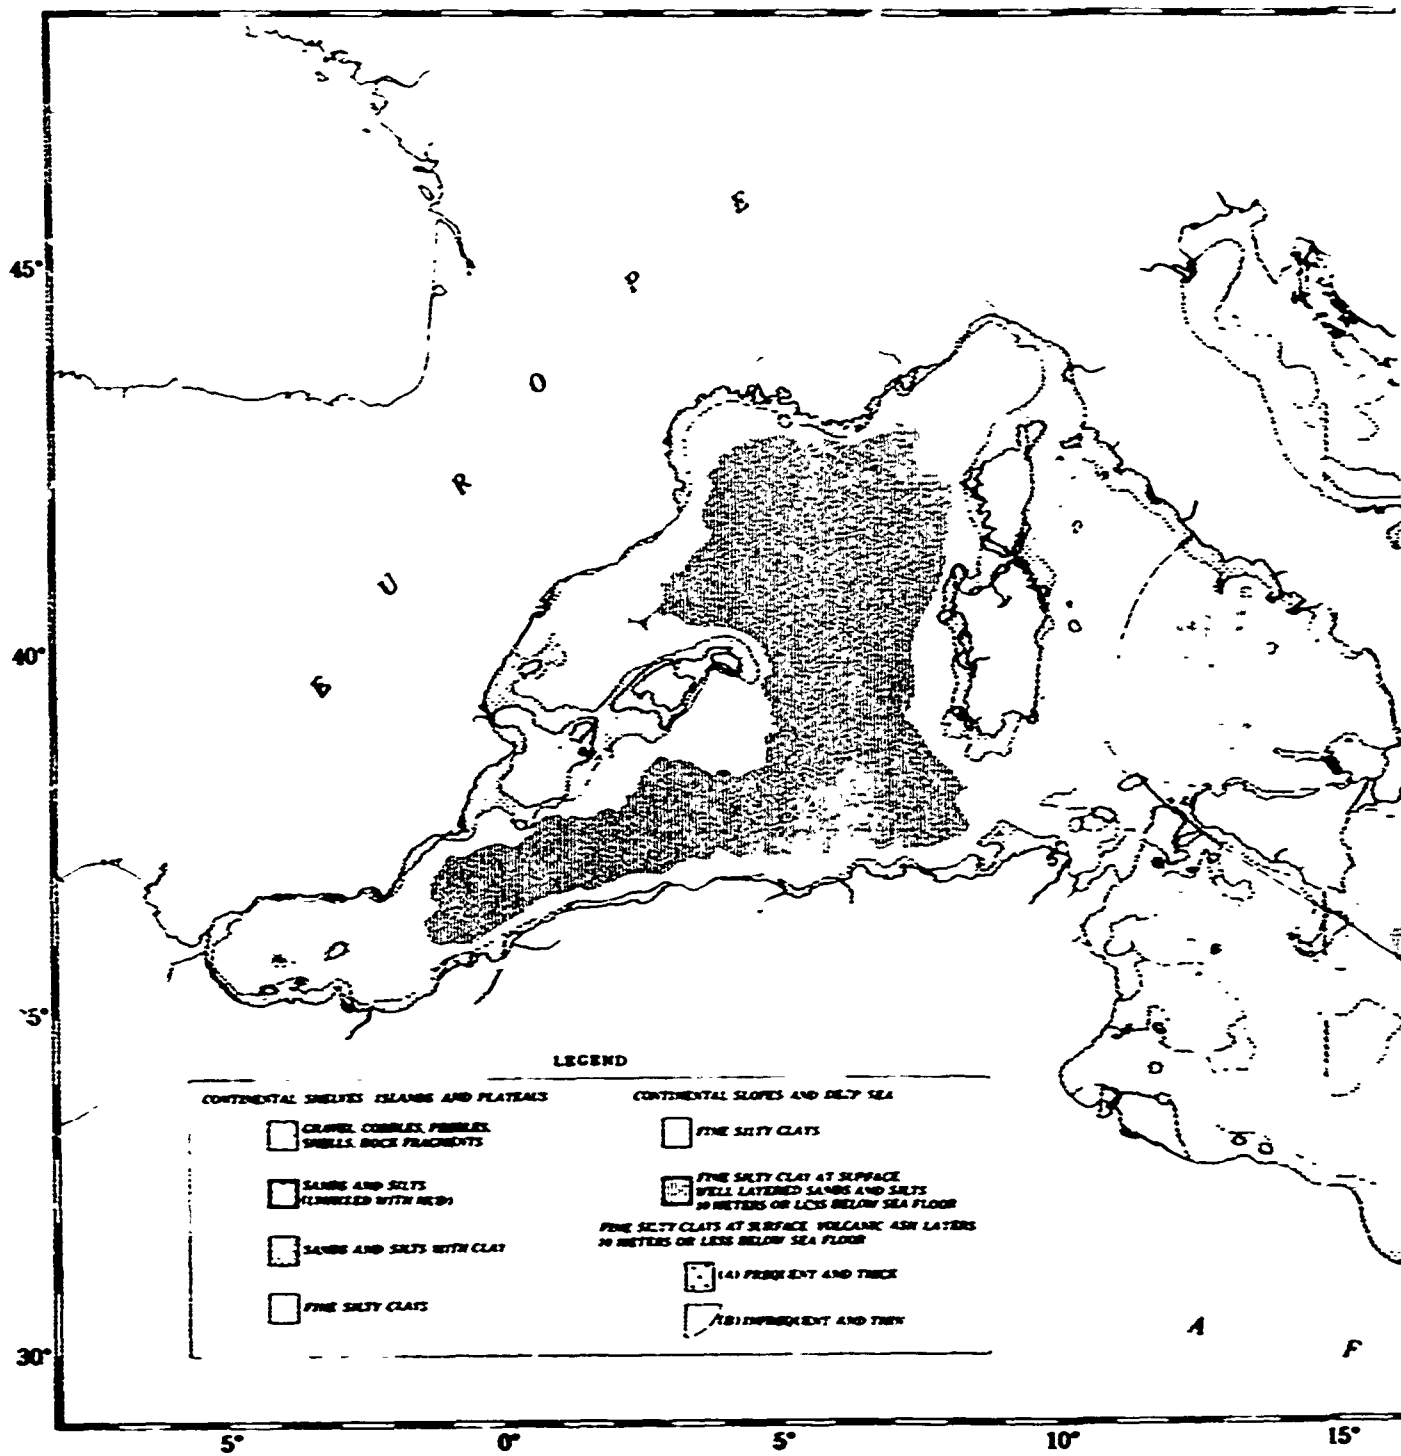 45°
40°
35°
30°
E
U
R
O
P
E
LEGEND
CONTINENTAL SHELVES ISLANDS AND PLATEAUS
GRAVEL COBBLES, PEBBLES,
SHELLS, ROCK FRAGMENTS
SANDS AND SILTS
SANDS AND SILTS WITH CLAY
FINE SILTY CLAYS
CONTINENTAL SLOPES AND DEEP SEA
FINE SILTY CLAYS
FINE SILTY CLAY AT SURFACE
WELL LAYERED SANDS AND SILTS
METERS OR LESS BELOW SEA FLOOR
FINE SILTY CLAYS AT SURFACE VOLCANIC ASH LAYERS
METERS OR LESS BELOW SEA FLOOR
(A) FREQUENT AND THICK
(B) INFREQUENT AND THIN
A
F
5°
0°
5°
10°
15°